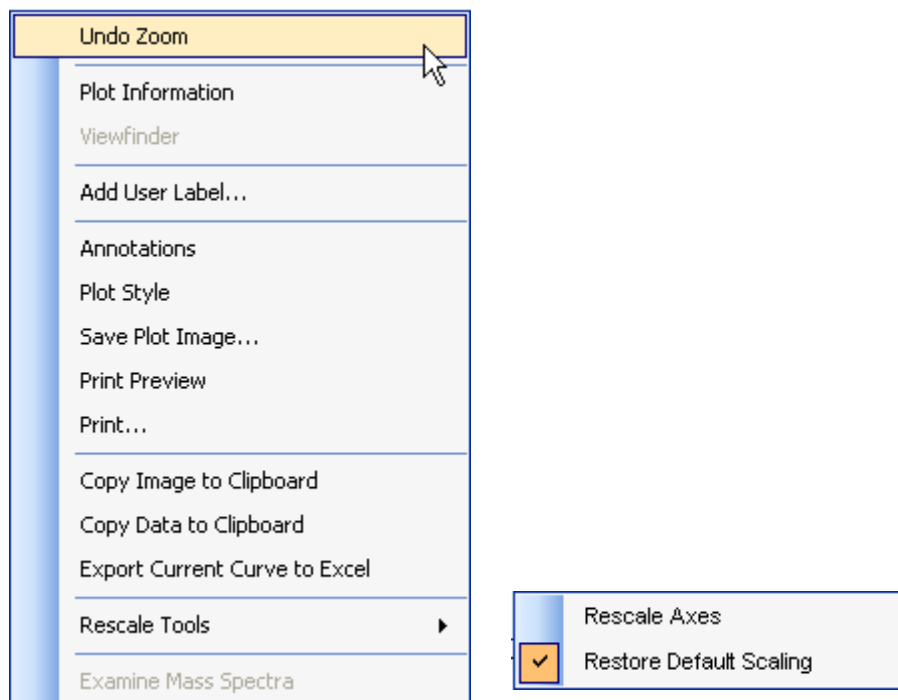 Undo Zoom
Plot Information
Viewfinder
Add User Label...
Annotations
Plot Style
Save Plot Image...
Print Preview
Print...
Copy Image to Clipboard
Copy Data to Clipboard
Export Current Curve to Excel
Rescale Tools
Examine Mass Spectra
Rescale Axes
Restore Default Scaling